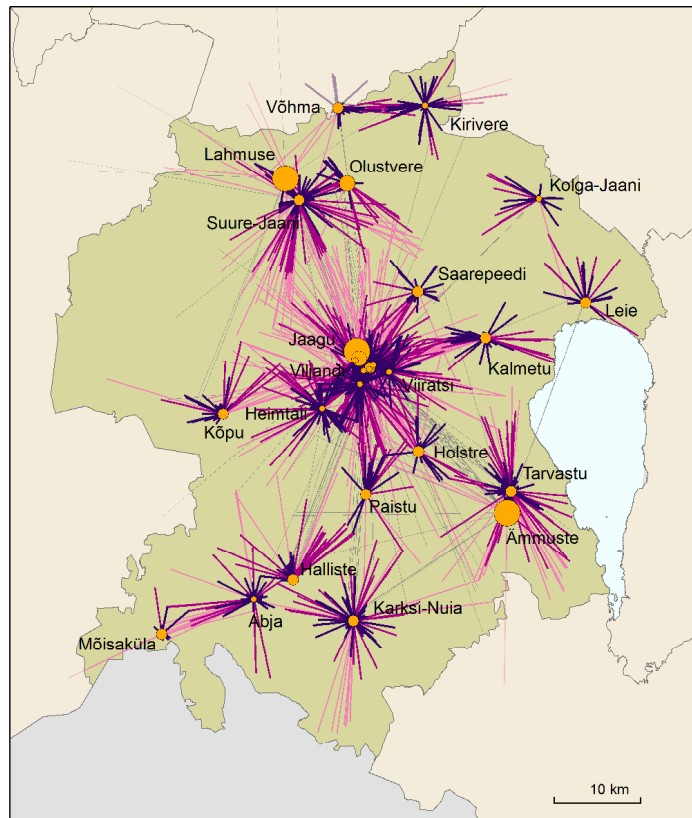 Võhma
Kirivere
Lahmuse
Olustvere
Kolga-Jaani
Suure-Jaani
Saarepeedi
Leie
Jaagu
Kalmetu
Viljandi
Viiratsi
Heimtali
Kõpu
Holstre
Tarvastu
Paistu
Ämmuste
Halliste
Karksi-Nuia
Abja
Mõisaküla
10 km